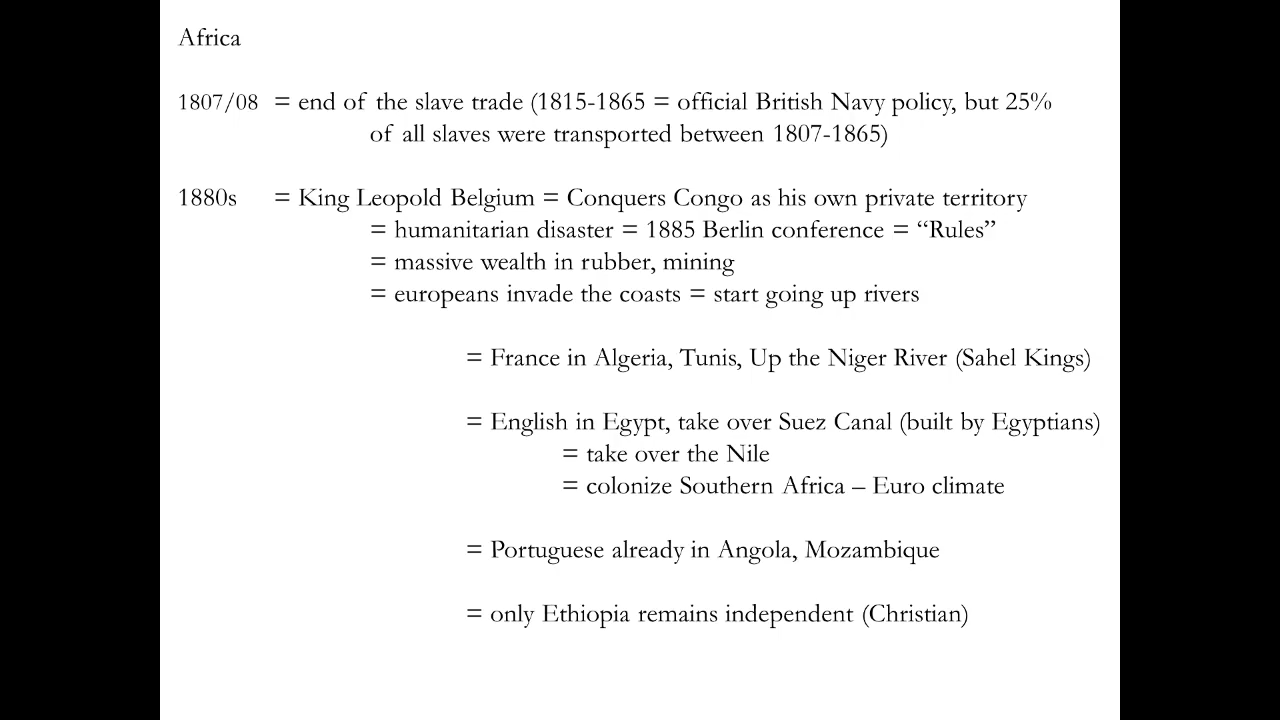 Africa
1807/08 = end of the slave trade (1815-1865 = official British Navy policy, but 25%
of all slaves were transported between 1807-1865)
1880s = King Leopold Belgium = Conquers Congo as his own private territory
= humanitarian disaster = 1885 Berlin conference = “Rules”
= massive wealth in rubber, mining
= europeans invade the coasts = start going up rivers
= France in Algeria, Tunis, Up the Niger River (Sahel Kings)
= English in Egypt, take over Suez Canal (built by Egyptians)
= take over the Nile
= colonize Southern Africa – Euro climate
= Portuguese already in Angola, Mozambique
= only Ethiopia remains independent (Christian)